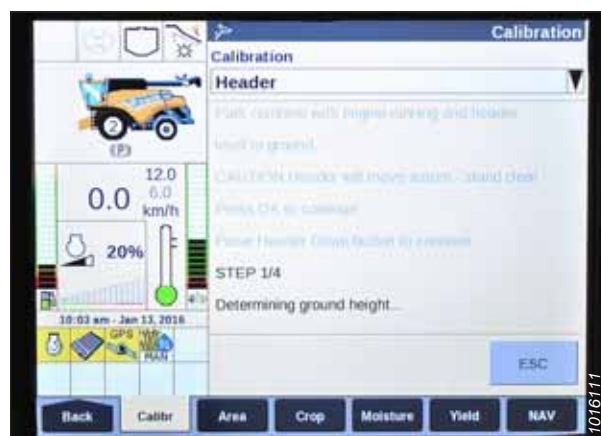 Calibration
Calibration
Header
Park combine with engine running and header
level to ground.
CAUTION Header will move autom. - stand clear
Press OK to continue
Press Header Down Button to continue
STEP 1/4
Determining ground height...
ESC
2
(P)
12.0
0.0 6.0
km/h
20%
10:03 am - Jan 13, 2016
GPS
MAN
Back Calibr Area Crop Moisture Yield NAV
1016111